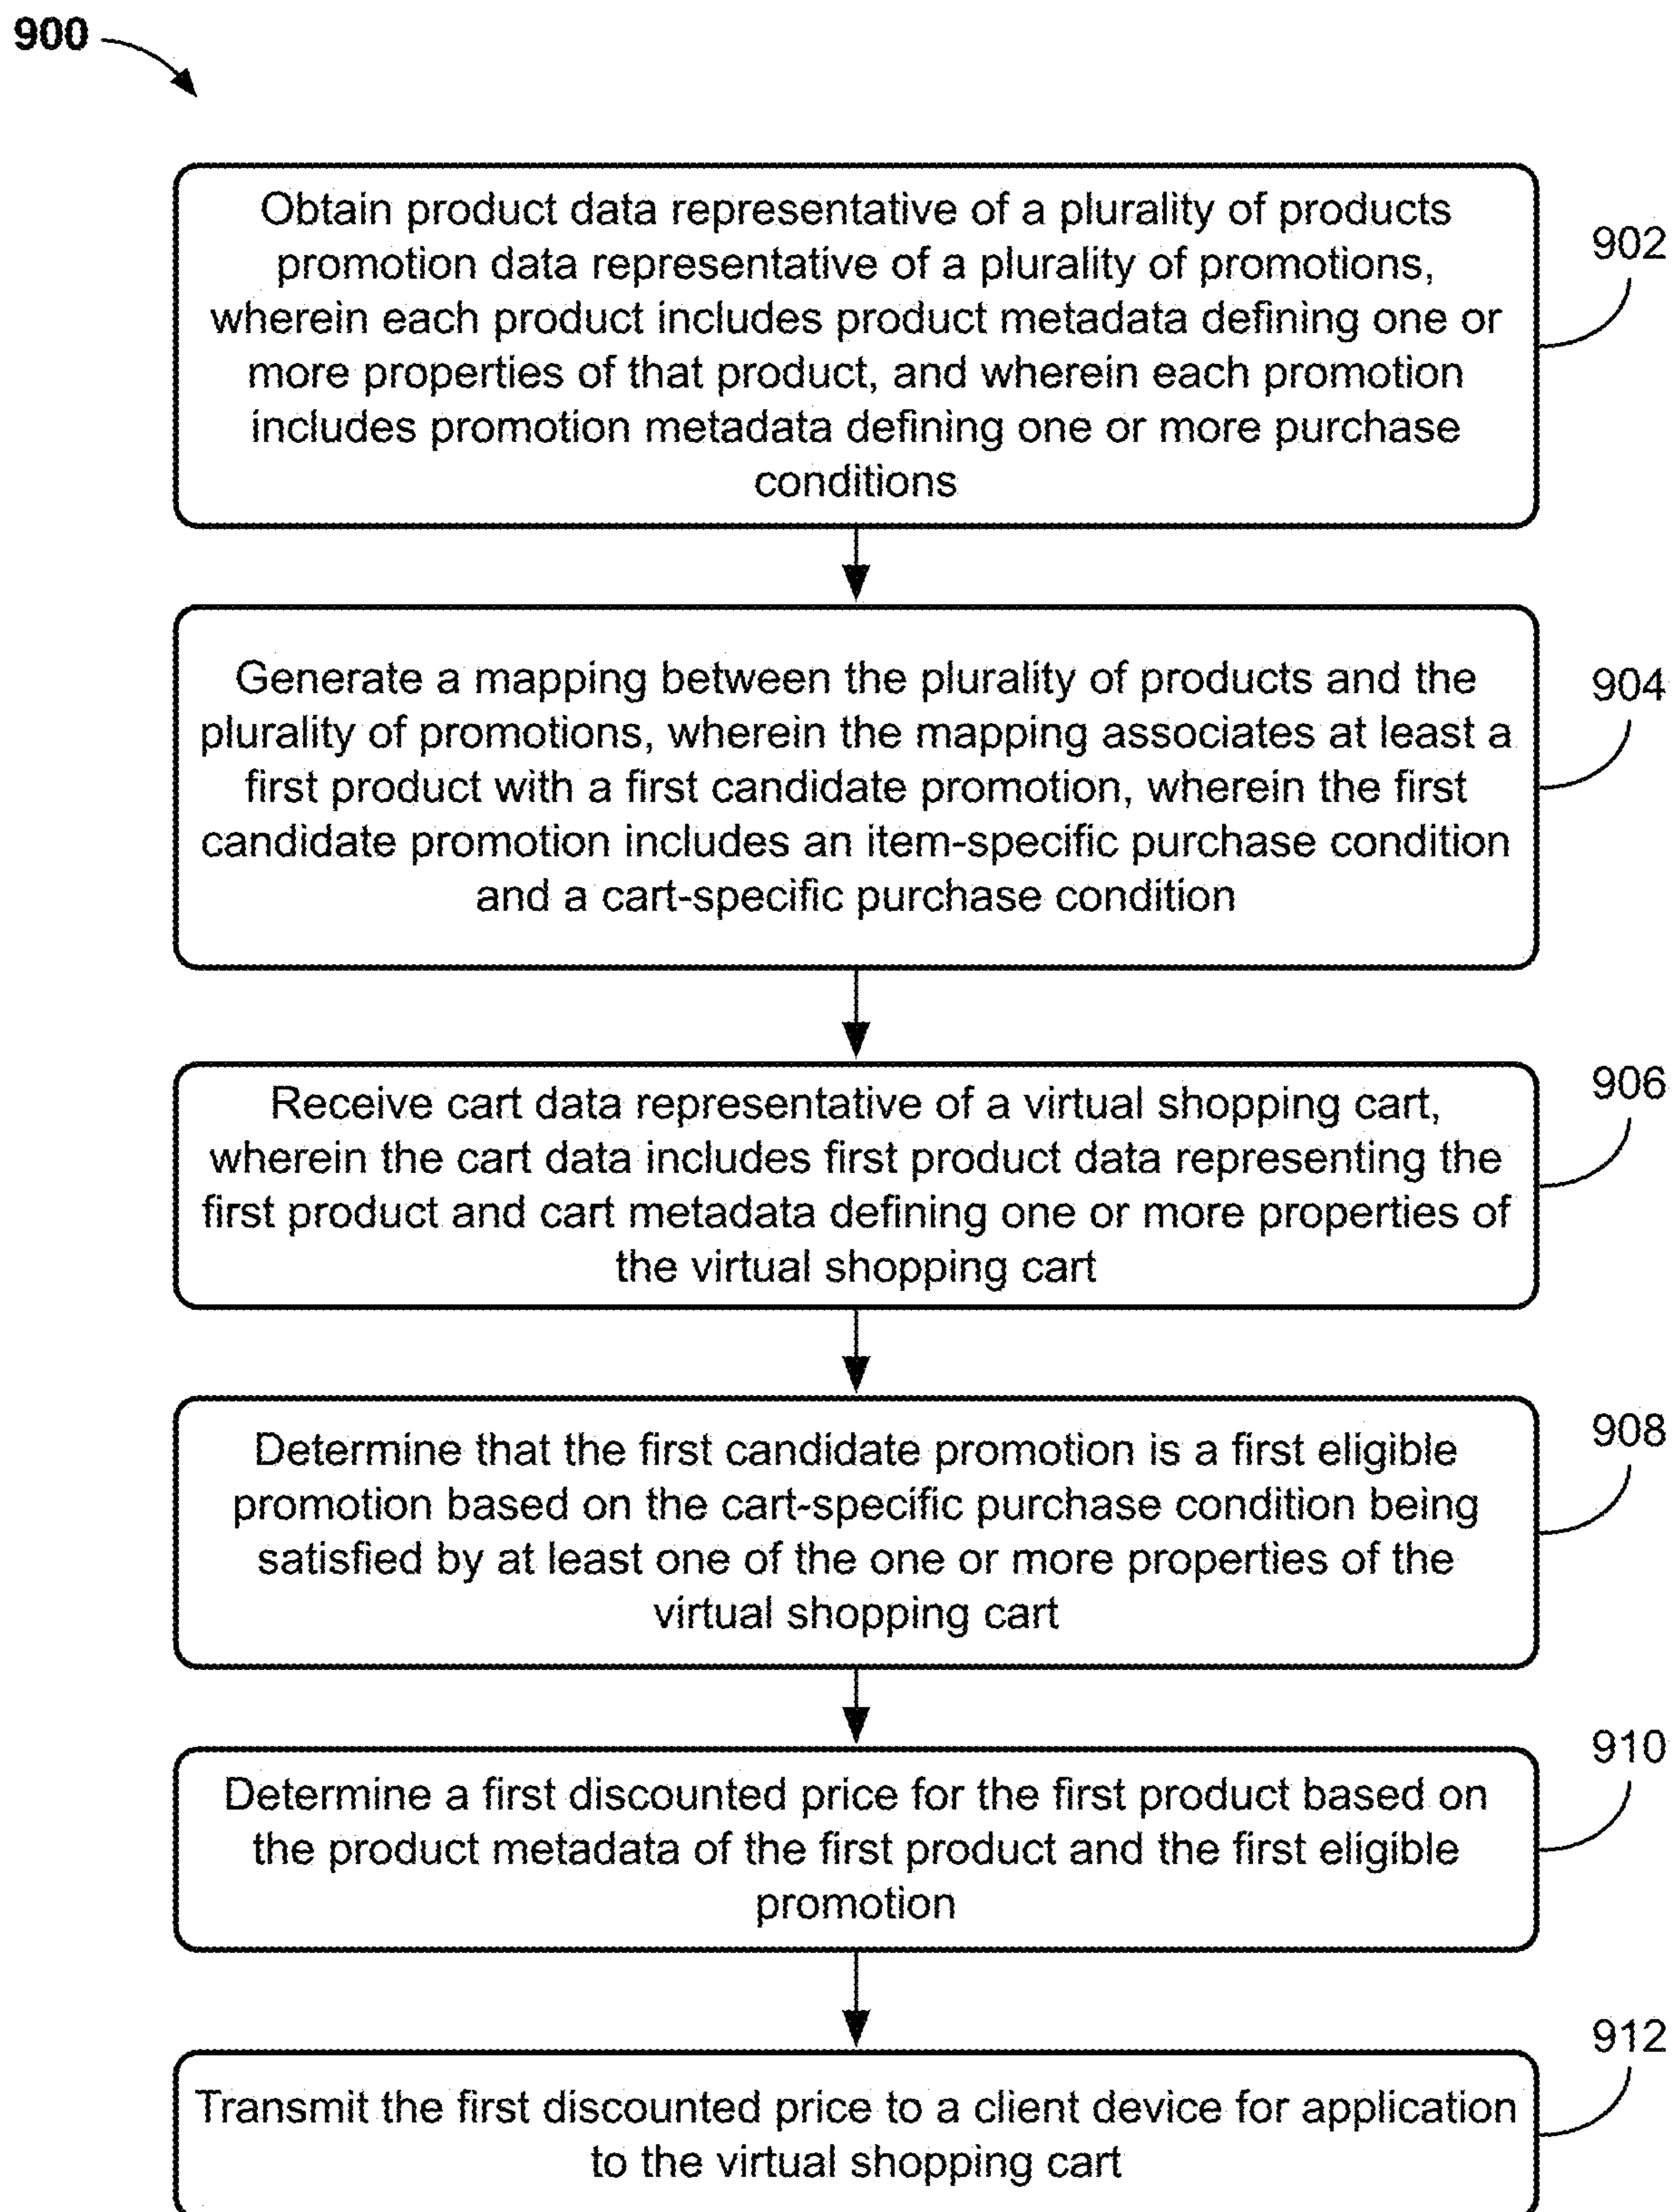 900
Obtain product data representative of a plurality of products
promotion data representative of a plurality of promotions,
wherein each product includes product metadata defining one or
more properties of that product, and wherein each promotion
includes promotion metadata defining one or more purchase
conditions
902
Generate a mapping between the plurality of products and the
plurality of promotions, wherein the mapping associates at least a
first product with a first candidate promotion, wherein the first
candidate promotion includes an item-specific purchase condition
and a cart-specific purchase condition
904
Receive cart data representative of a virtual shopping cart,
wherein the cart data includes first product data representing the
first product and cart metadata defining one or more properties of
the virtual shopping cart
906
Determine that the first candidate promotion is a first eligible
promotion based on the cart-specific purchase condition being
satisfied by at least one of the one or more properties of the
virtual shopping cart
908
Determine a first discounted price for the first product based on
the product metadata of the first product and the first eligible
promotion
910
Transmit the first discounted price to a client device for application
to the virtual shopping cart
912